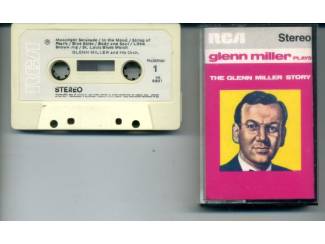 Moonlight Serenade / In the Mood / String of
Pearls / Blue Skies / Body and Soul / Little
Brown Jug / St. Louis Blues March
GLENN MILLER and His Orch.
RCA
1
STEREO
RCA Stereo
glenn miller PLAYS
THE GLENN MILLER STORY